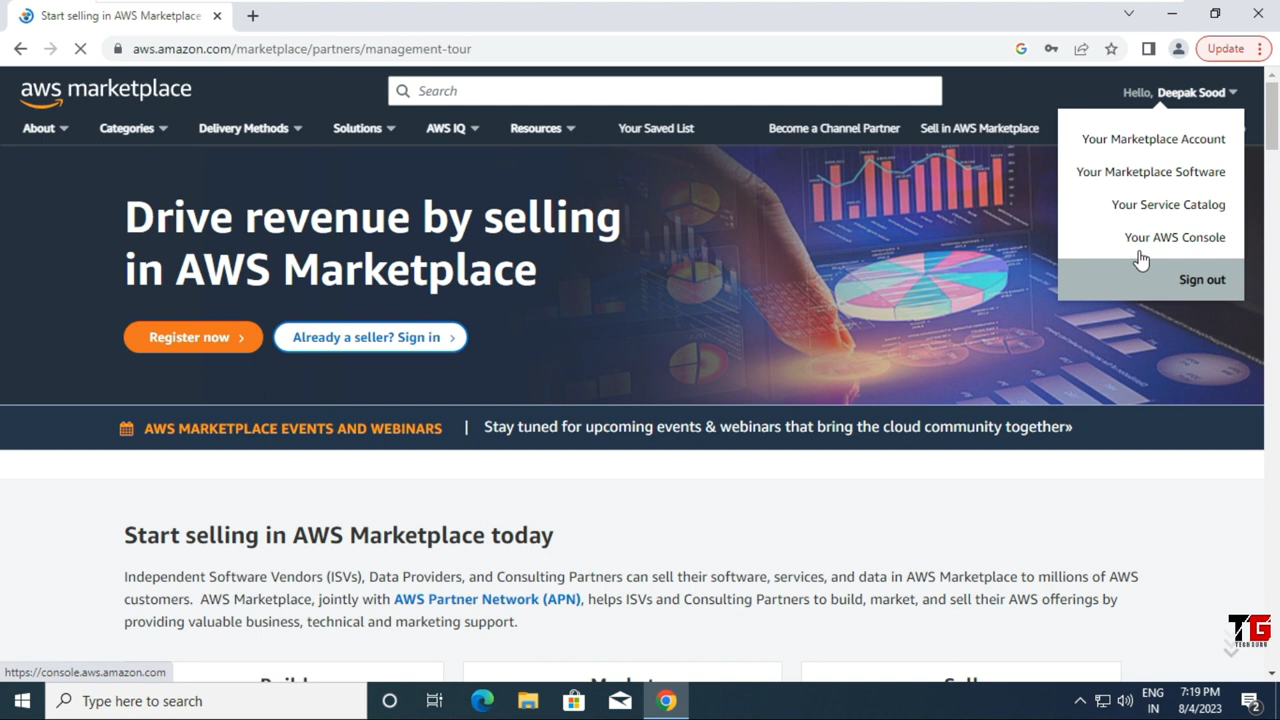 Start selling in AWS Marketplace
aws.amazon.com/marketplace/partners/management-tour
Update
aws marketplace
Search
Hello, Deepak Sood
About
Categories
Delivery Methods
Solutions
AWS IQ
Resources
Your Saved List
Become a Channel Partner
Sell in AWS Marketplace
Your Marketplace Account
Your Marketplace Software
Your Service Catalog
Your AWS Console
Sign out
Drive revenue by selling
in AWS Marketplace
Register now
Already a seller? Sign in
AWS MARKETPLACE EVENTS AND WEBINARS | Stay tuned for upcoming events & webinars that bring the cloud community together»
Start selling in AWS Marketplace today
Independent Software Vendors (ISVs), Data Providers, and Consulting Partners can sell their software, services, and data in AWS Marketplace to millions of AWS
customers. AWS Marketplace, jointly with AWS Partner Network (APN), helps ISVs and Consulting Partners to build, market, and sell their AWS offerings by
providing valuable business, technical and marketing support.
TG
TECH GURU
https://console.aws.amazon.com
Type here to search
ENG
IN
7:19 PM
8/4/2023
2